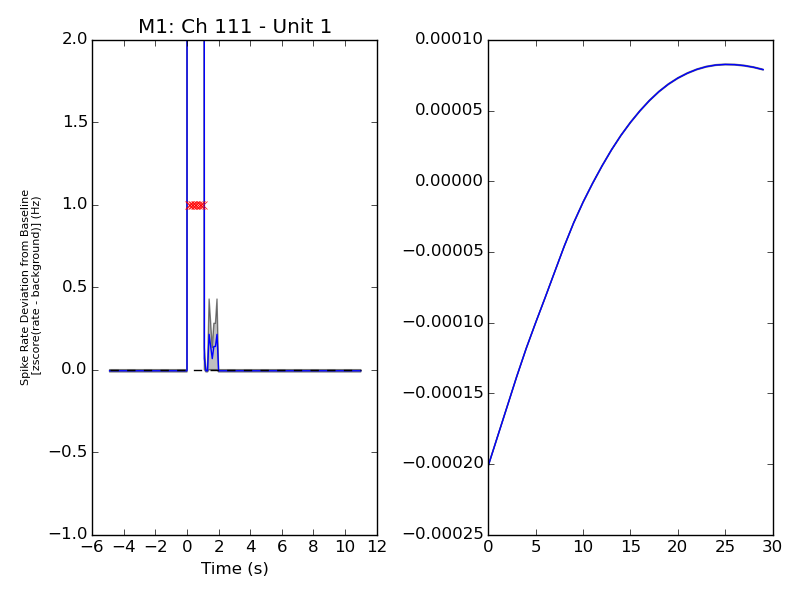 M1: Ch 111 - Unit 1
Spike Rate Deviation from Baseline
[zscore(rate - background)] (Hz)
2.0
1.5
1.0
0.5
0.0
−0.5
−1.0
−6 −4 −2 0 2 4 6 8 10 12
Time (s)
0.00010
0.00005
0.00000
−0.00005
−0.00010
−0.00015
−0.00020
−0.00025
0 5 10 15 20 25 30